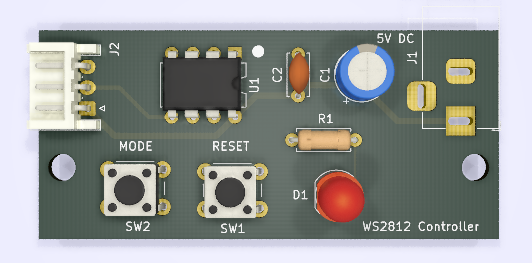 5V DC
J2
J1
U1
C2
C1
R1
MODE
RESET
D1
SW2
SW1
WS2812 Controller